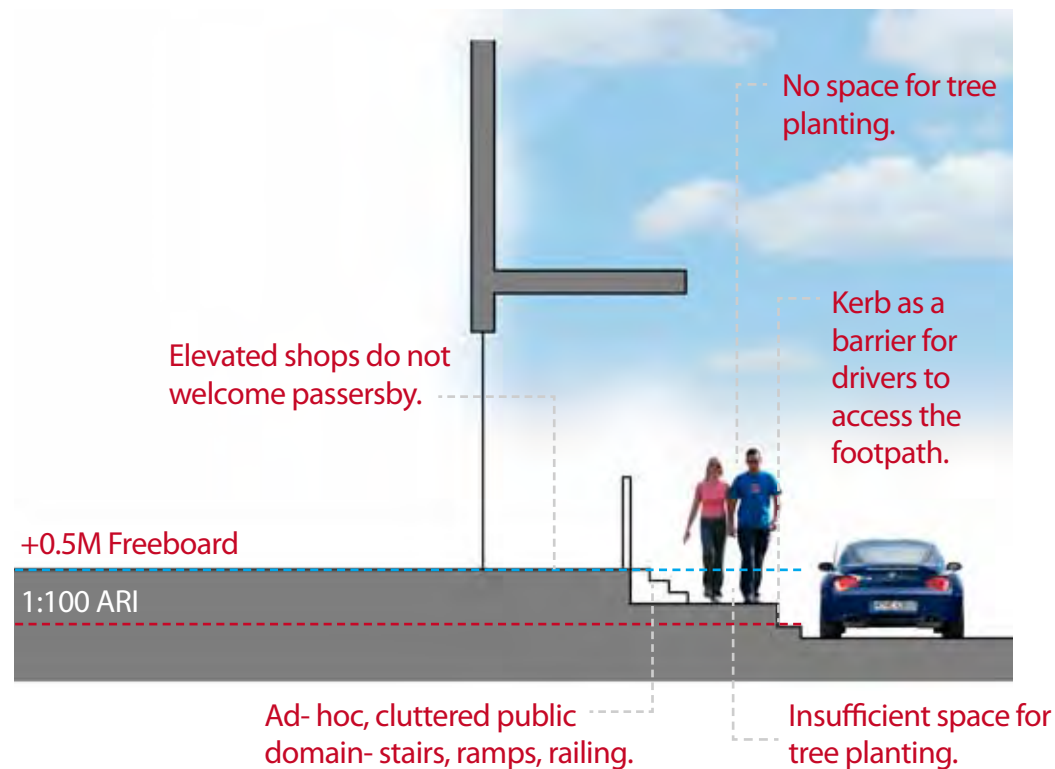 No space for tree
planting.
Kerb as a
barrier for
drivers to
access the
footpath.
Elevated shops do not
welcome passersby.
+0.5M Freeboard
1:100 ARI
Ad- hoc, cluttered public
domain- stairs, ramps, railing.
Insufficient space for
tree planting.